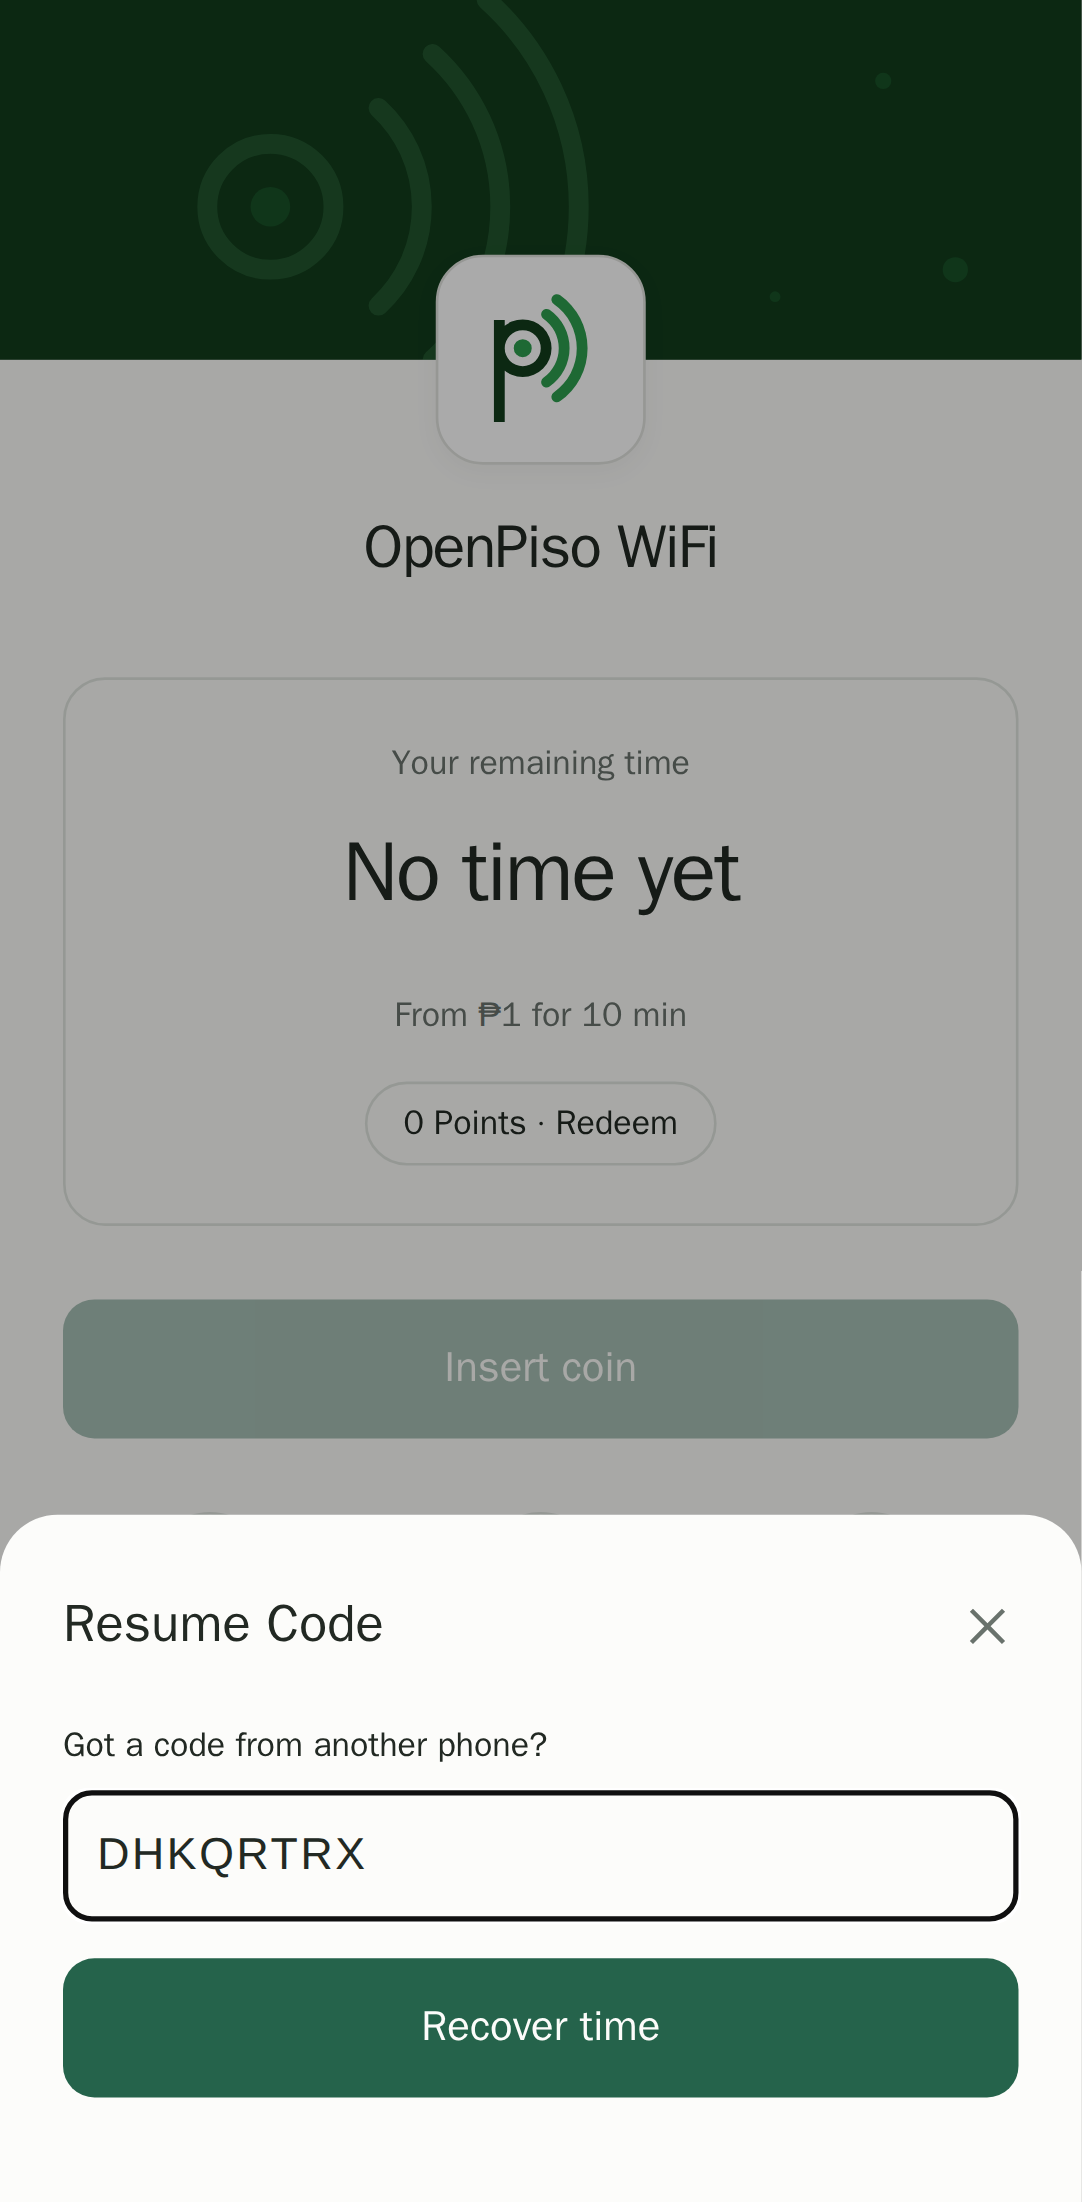 OpenPiso WiFi
Your remaining time
No time yet
From ₱1 for 10 min
0 Points · Redeem
Insert coin
Resume Code
Got a code from another phone?
DHKQRTRX
Recover time